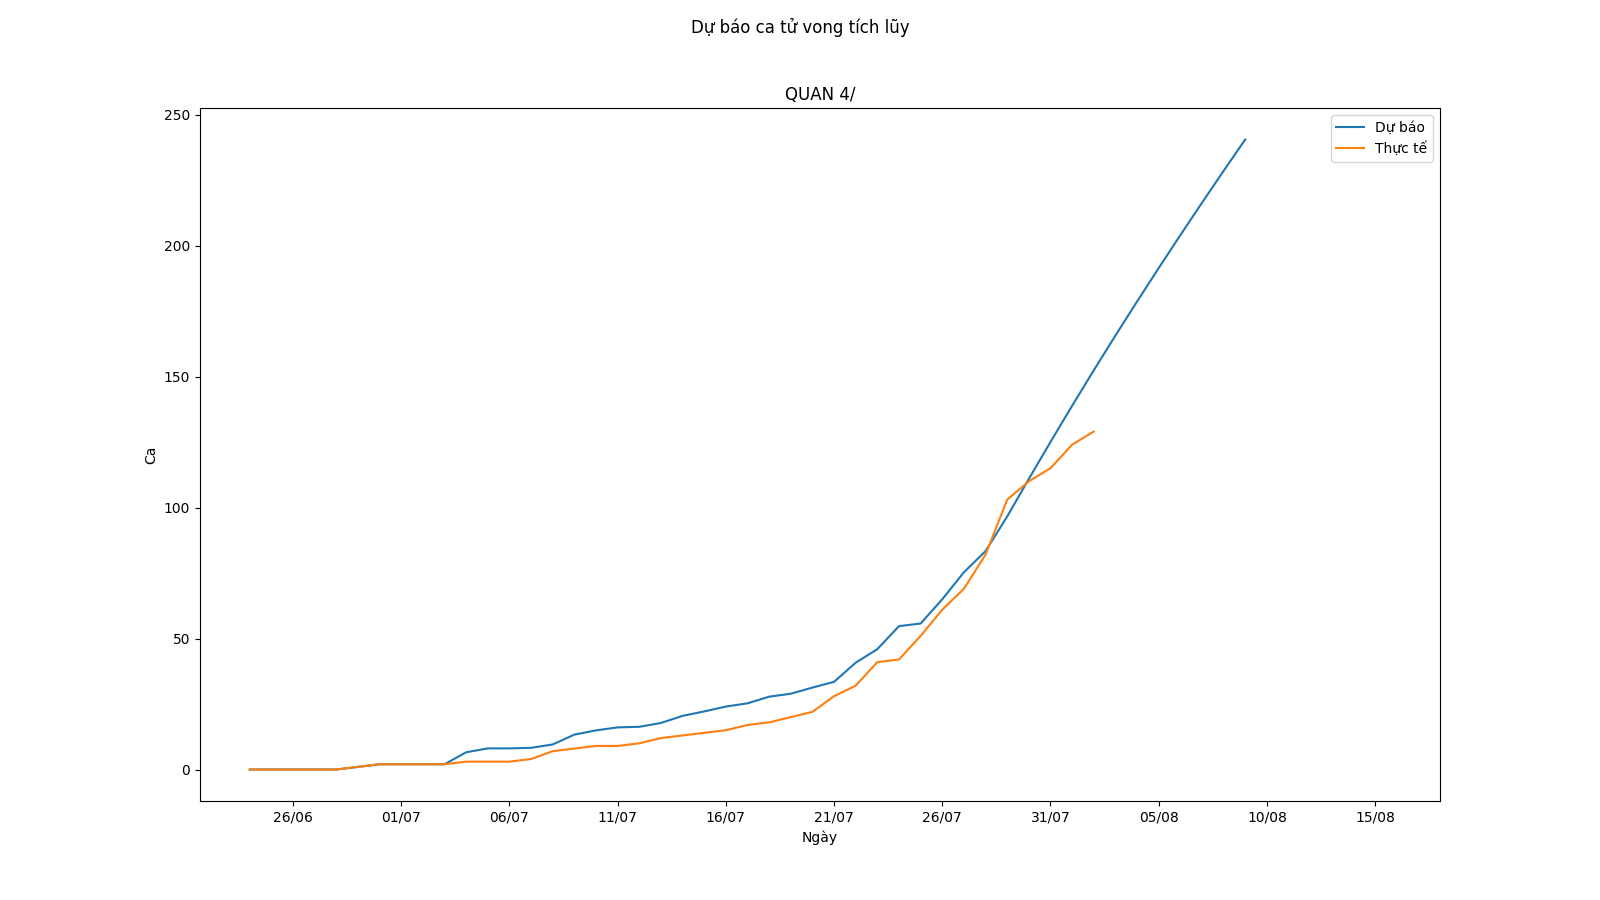 Dự báo ca tử vong tích lũy
QUAN 4/
Dự báo
Thực tế
250
200
150
100
50
0
Ca
26/06
01/07
06/07
11/07
16/07
21/07
26/07
31/07
05/08
10/08
15/08
Ngày